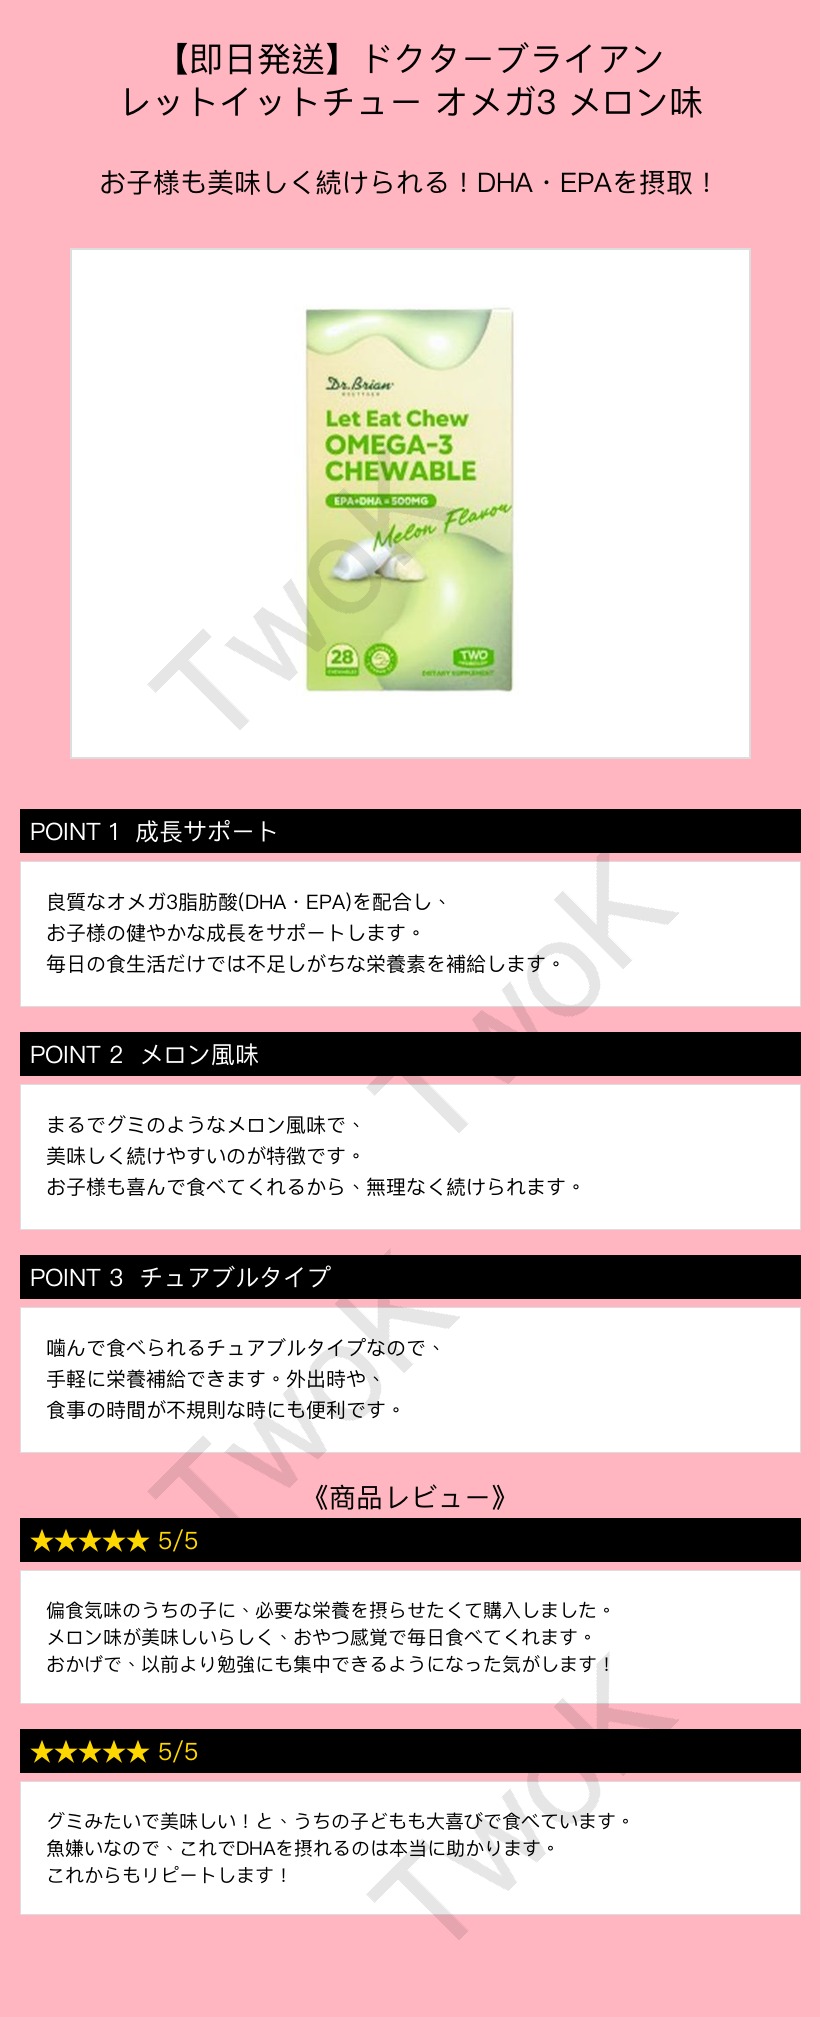 【即日発送】ドクターブライアン
レットイットチュー オメガ3 メロン味
お子様も美味しく続けられる！DHA・EPAを摂取！
Dr.Brian
Let Eat Chew
OMEGA-3
CHEWABLE
EPA+DHA=500MG
Melon Flavour
28
TWO
DIETARY SUPPLEMENT
TwoK
POINT 1 成長サポート
良質なオメガ3脂肪酸(DHA・EPA)を配合し、
お子様の健やかな成長をサポートします。
毎日の食生活だけでは不足しがちな栄養素を補給します。
TwoK
POINT 2 メロン風味
まるでグミのようなメロン風味で、
美味しく続けやすいのが特徴です。
お子様も喜んで食べてくれるから、無理なく続けられます。
POINT 3 チュアブルタイプ
噛んで食べられるチュアブルタイプなので、
手軽に栄養補給できます。外出時や、
食事の時間が不規則な時にも便利です。
TwoK
《商品レビュー》
★★★★★ 5/5
偏食気味のうちの子に、必要な栄養を摂らせたくて購入しました。
メロン味が美味しいらしく、おやつ感覚で毎日食べてくれます。
おかげで、以前より勉強にも集中できるようになった気がします！
★★★★★ 5/5
グミみたいで美味しい！と、うちの子どもも大喜びで食べています。
魚嫌いなので、これでDHAを摂れるのは本当に助かります。
これからもリピートします！
TwoK